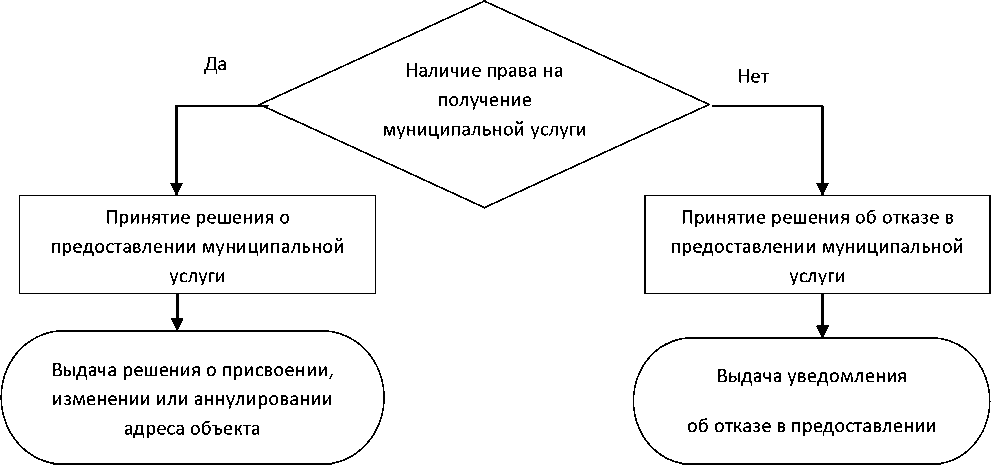 Наличие права на
получение
муниципальной услуги
Да
Нет
Принятие решения о
предоставлении муниципальной
услуги
Принятие решения об отказе в
предоставлении муниципальной
услуги
Выдача решения о присвоении,
изменении или аннулировании
адреса объекта
Выдача уведомления
об отказе в предоставлении